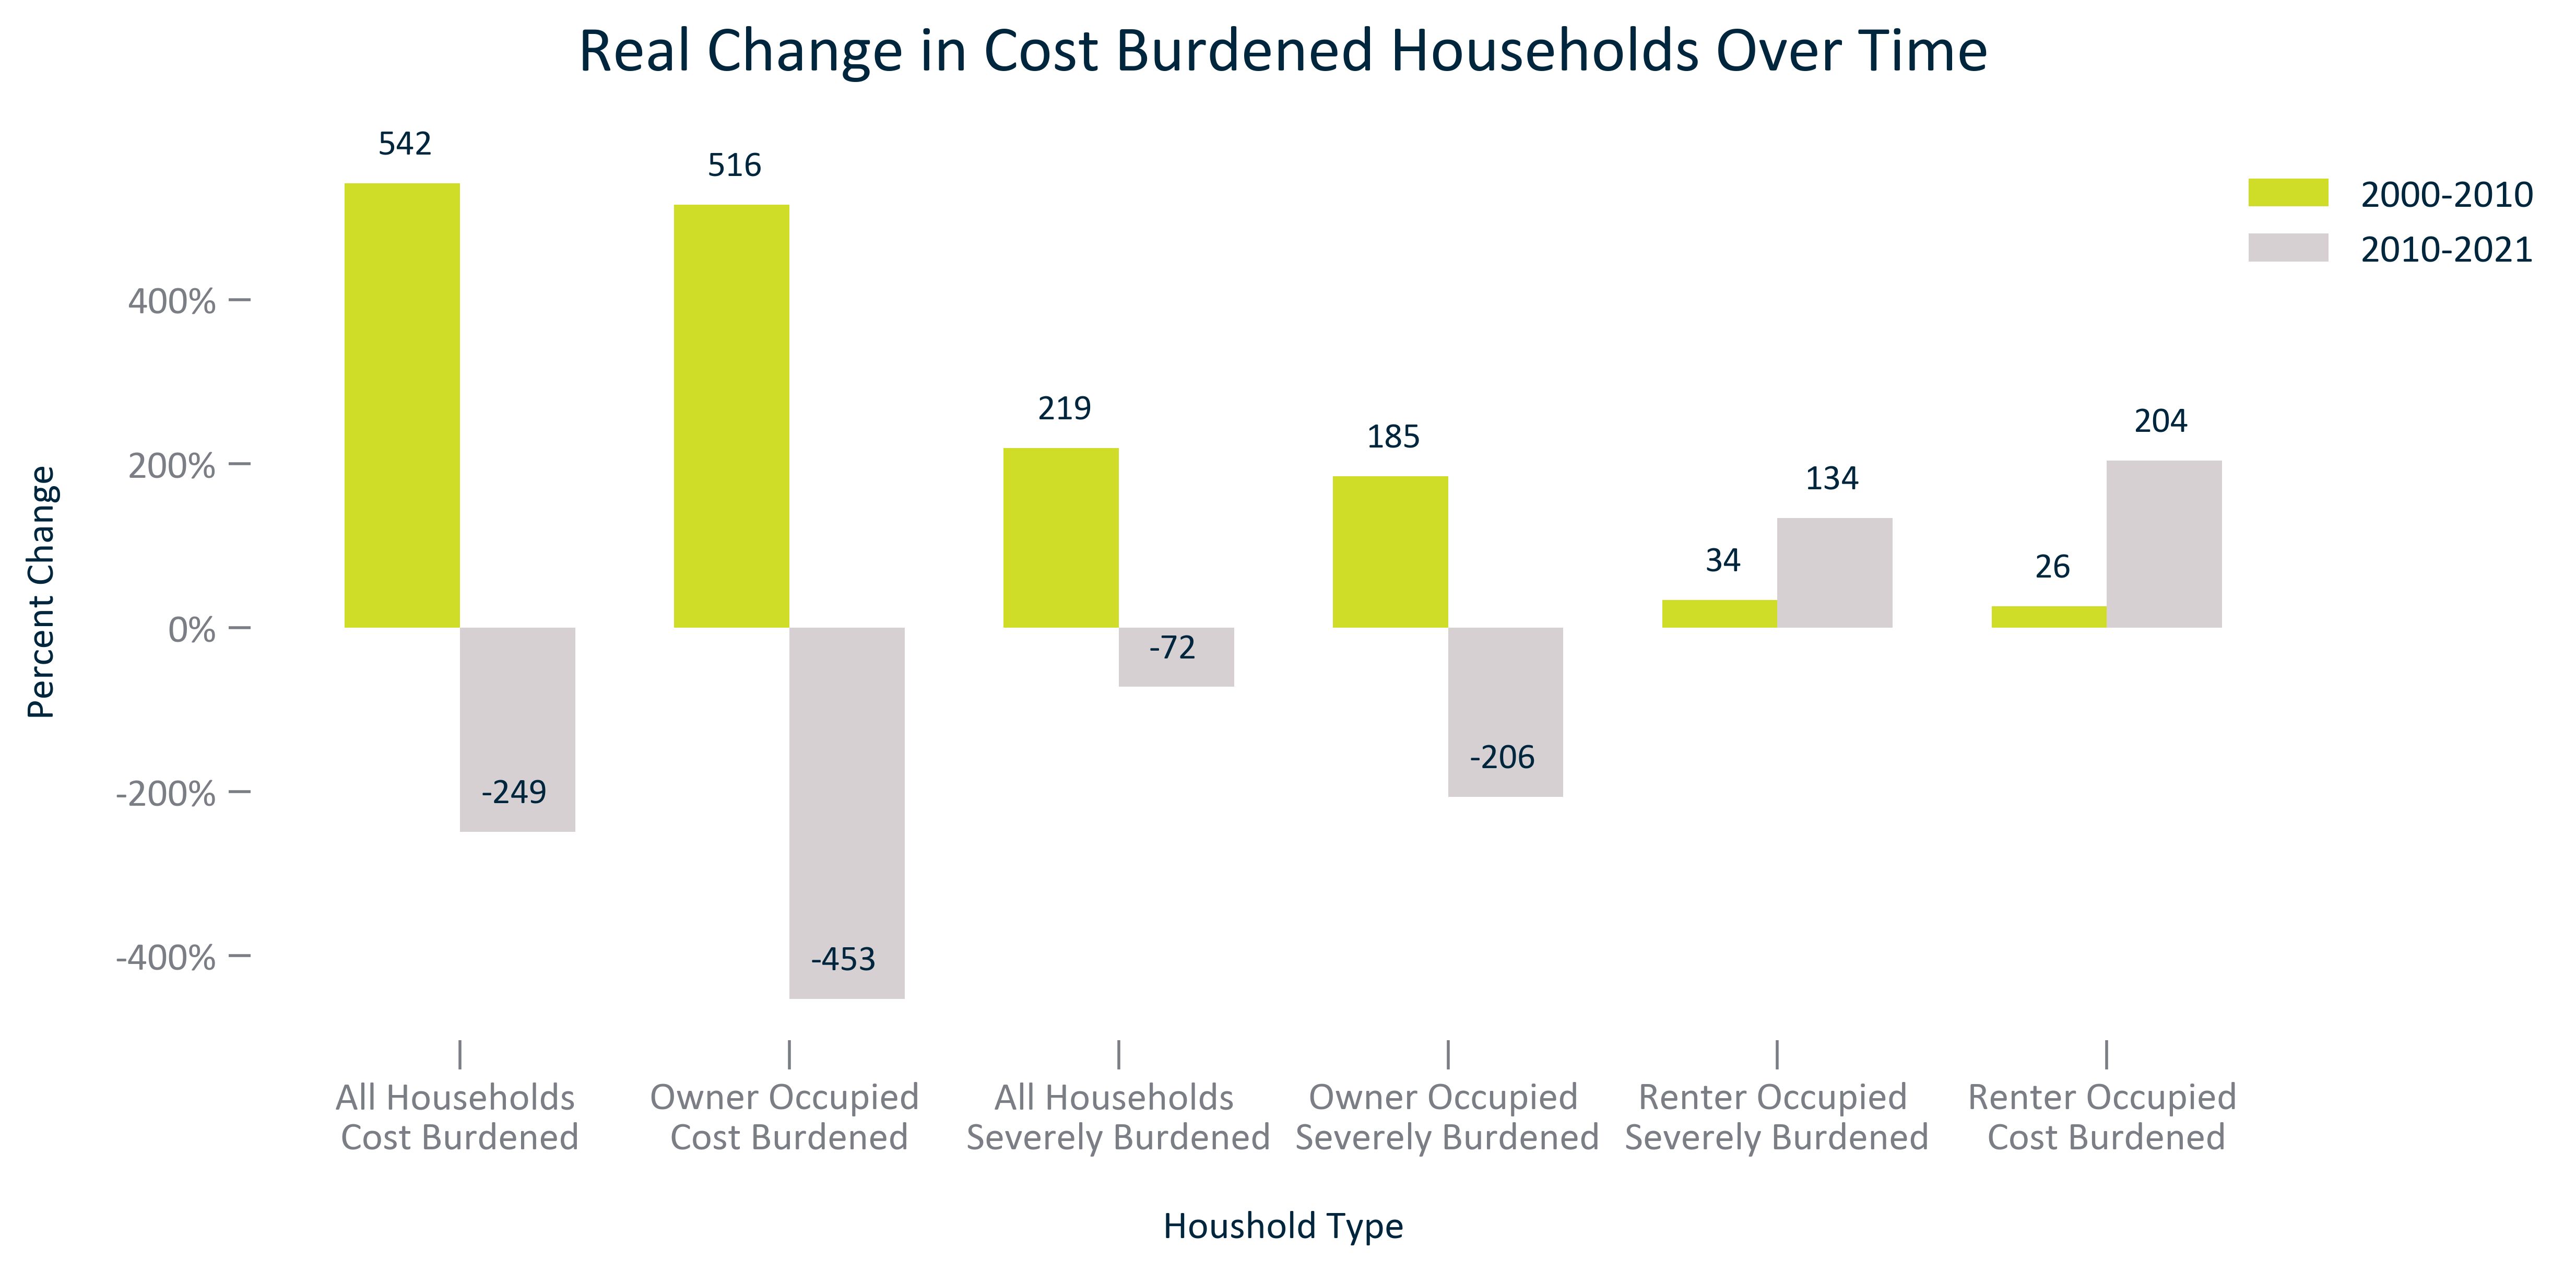 Real Change in Cost Burdened Households Over Time
542
516
2000-2010
2010-2021
400%
219
204
185
200%
134
34
26
Percent Change
0%
-72
-206
-200%
-249
-400%
-453
All Households
Cost Burdened
Owner Occupied
Cost Burdened
All Households
Severely Burdened
Owner Occupied
Severely Burdened
Renter Occupied
Severely Burdened
Renter Occupied
Cost Burdened
Houshold Type